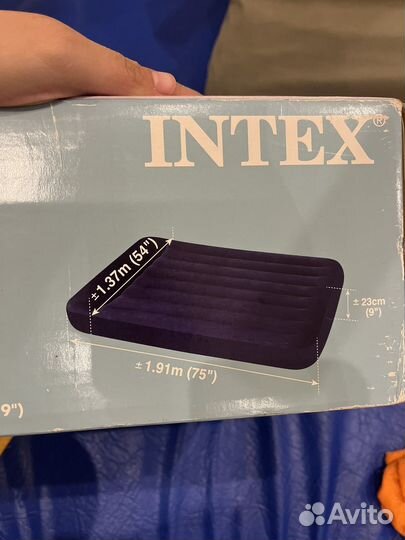 INTEX®
± 1.37m (54")
± 23cm
(9")
± 1.91m (75")
9")
Avito